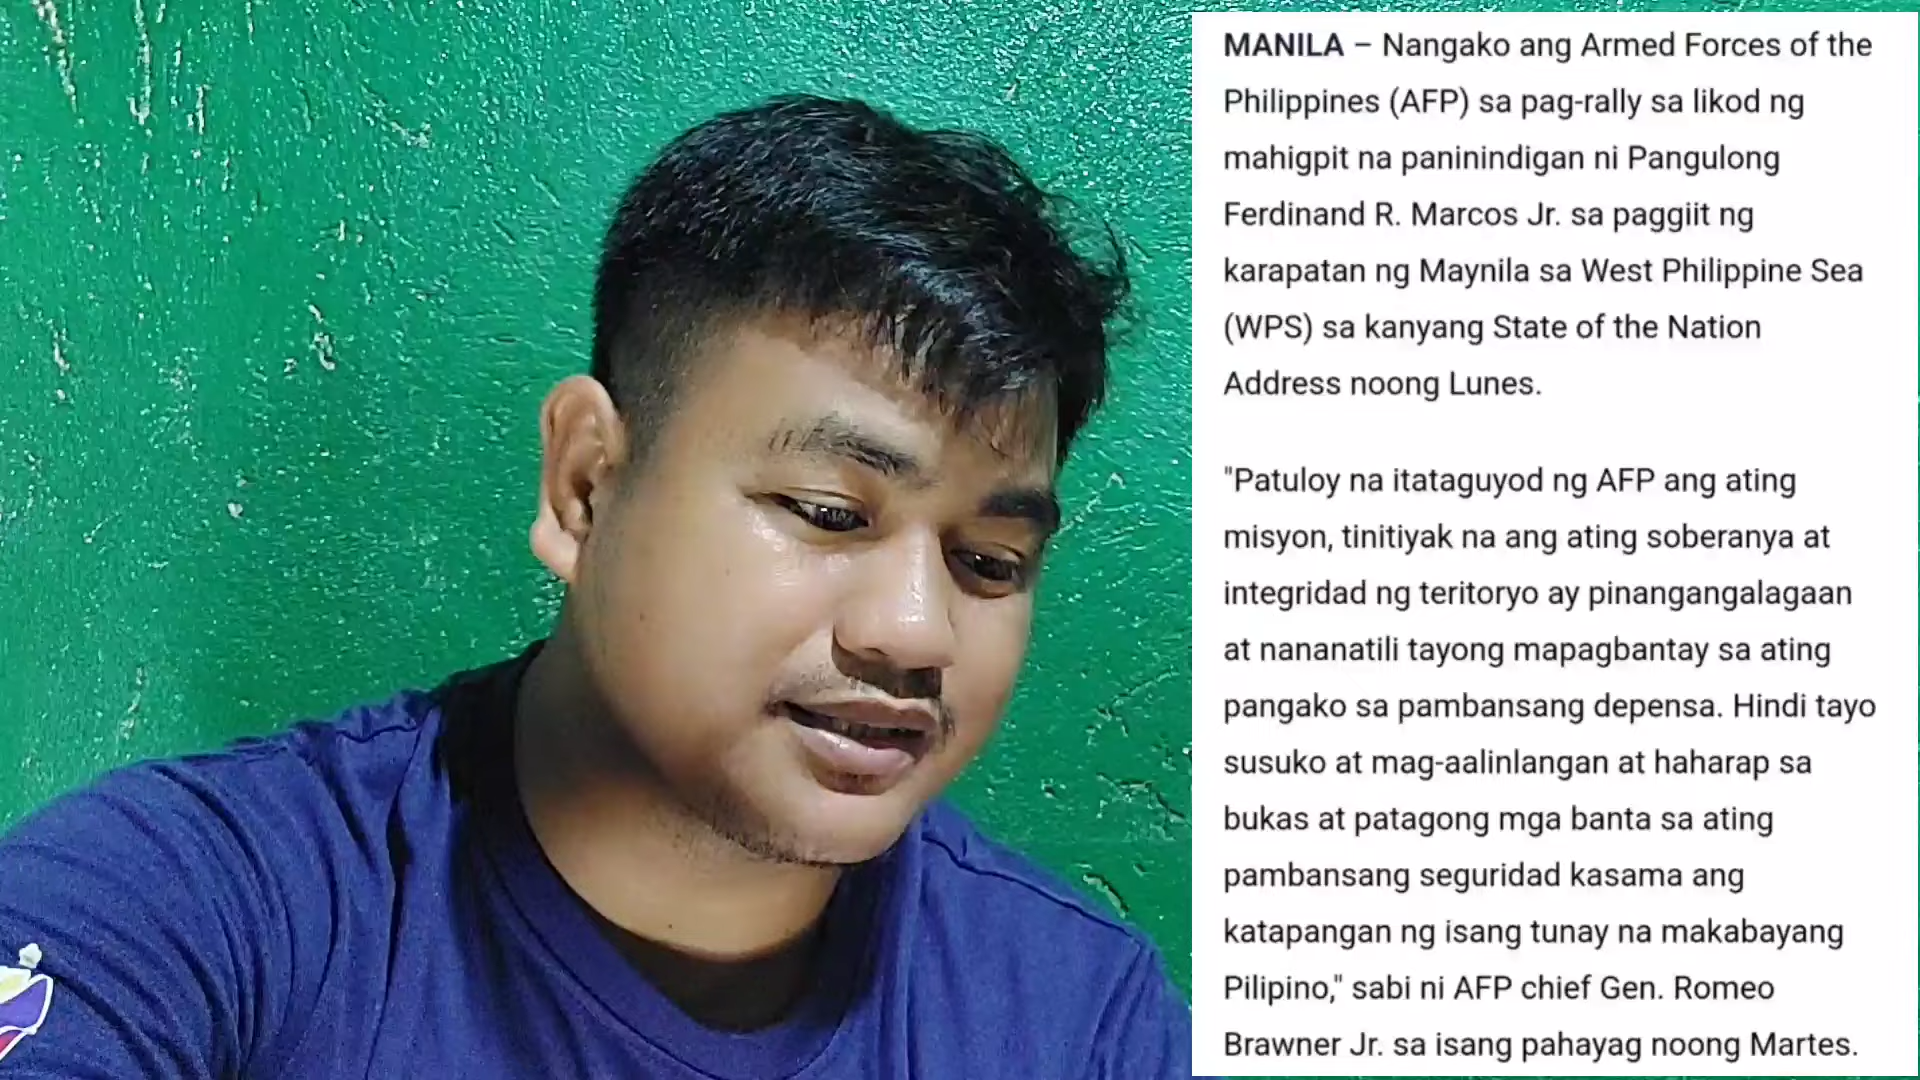 MANILA – Nangako ang Armed Forces of the
Philippines (AFP) sa pag-rally sa likod ng
mahigpit na paninindigan ni Pangulong
Ferdinand R. Marcos Jr. sa paggiit ng
karapatan ng Maynila sa West Philippine Sea
(WPS) sa kanyang State of the Nation
Address noong Lunes.
"Patuloy na itataguyod ng AFP ang ating
misyon, tinitiyak na ang ating soberanya at
integridad ng teritoryo ay pinangangalagaan
at nananatili tayong mapagbantay sa ating
pangako sa pambansang depensa. Hindi tayo
susuko at mag-aalinlangan at haharap sa
bukas at patagong mga banta sa ating
pambansang seguridad kasama ang
katapangan ng isang tunay na makabayang
Pilipino," sabi ni AFP chief Gen. Romeo
Brawner Jr. sa isang pahayag noong Martes.